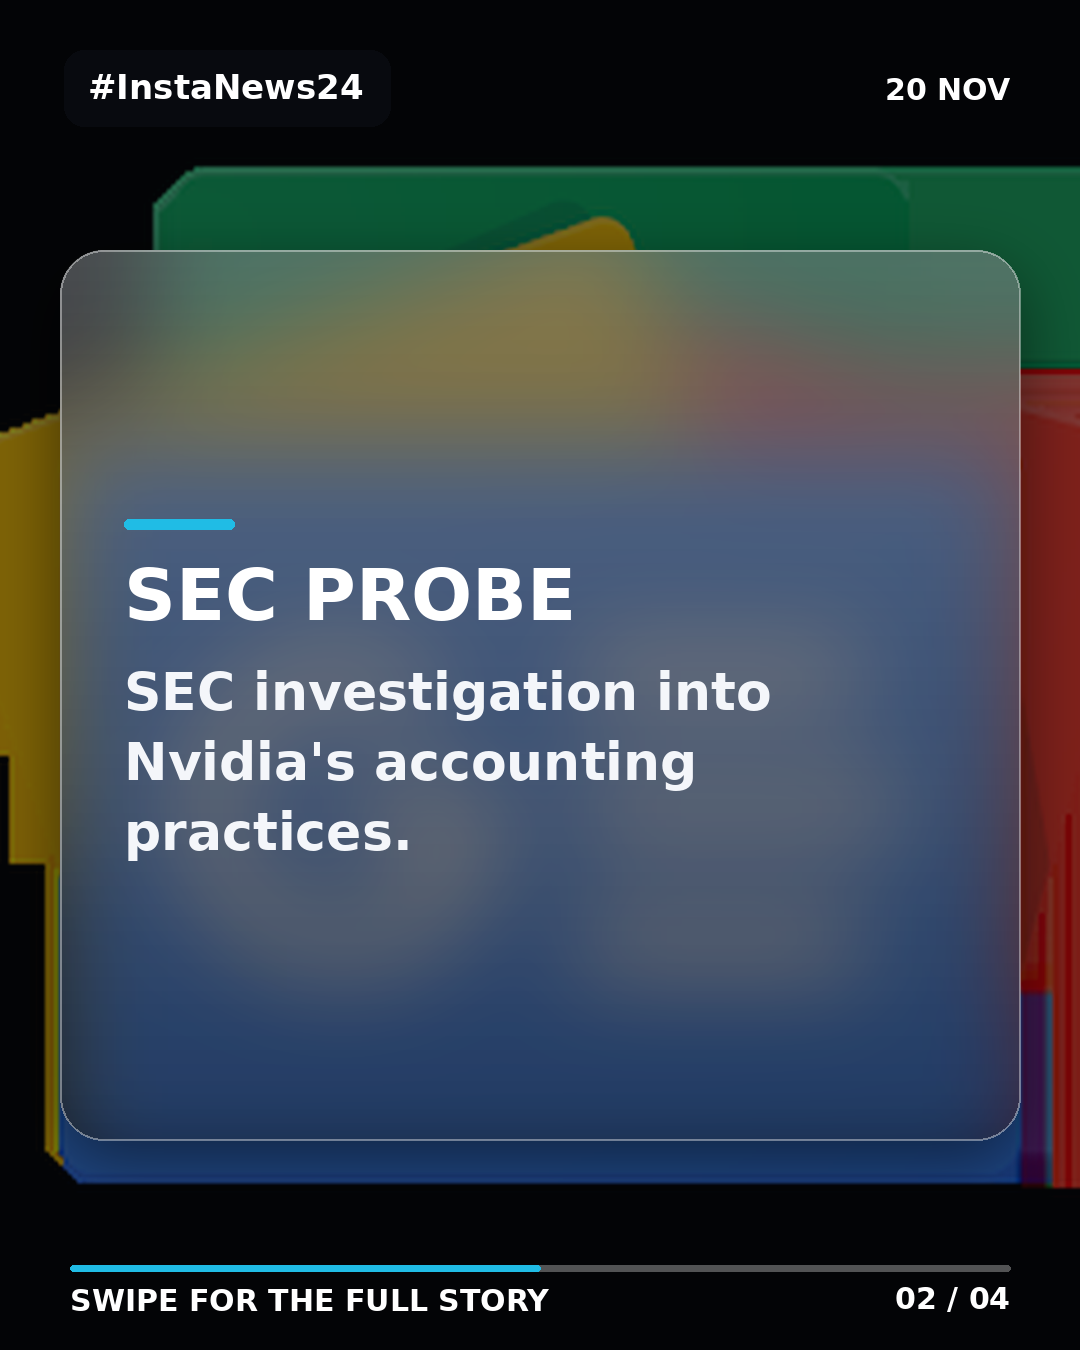 #InstaNews24
20 NOV
SEC PROBE
SEC investigation into
Nvidia's accounting
practices.
SWIPE FOR THE FULL STORY
02 / 04